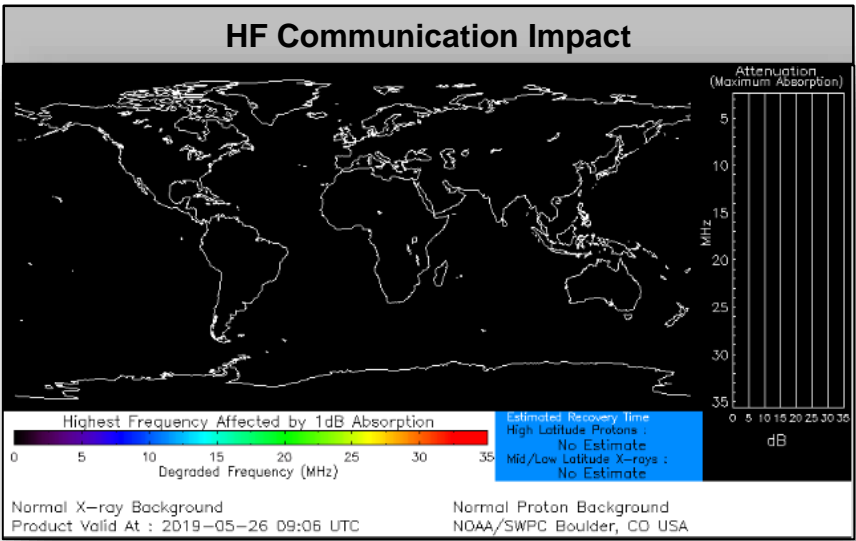 HF Communication Impact
Attenuation
(Maximum Absorption)
5
10
15
20
25
30
35
MHz
0 5 10 15 20 25 30 35
dB
Highest Frequency Affected by 1dB Absorption
0 5 10 15 20 25 30 35
Degraded Frequency (MHz)
Estimated Recovery Time
High Latitude Protons :
No Estimate
Mid/Low Latitude X-rays :
No Estimate
Normal X-ray Background
Normal Proton Background
Product Valid At : 2019-05-26 09:06 UTC
NOAA/SWPC Boulder, CO USA